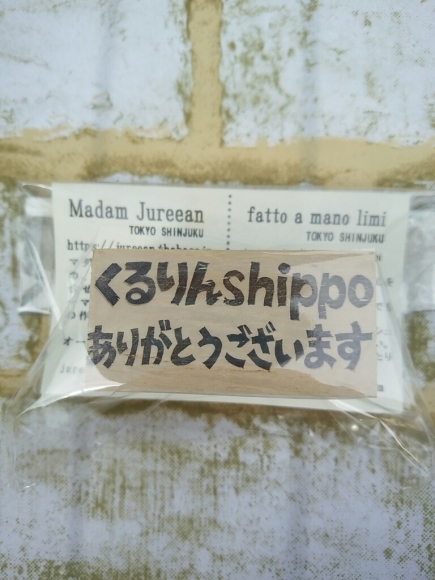 Madam Jureean
TOKYO SHINJUKU
fatto a mano limi
TOKYO SHINJUKU
くるりんshippo
ありがとうございます